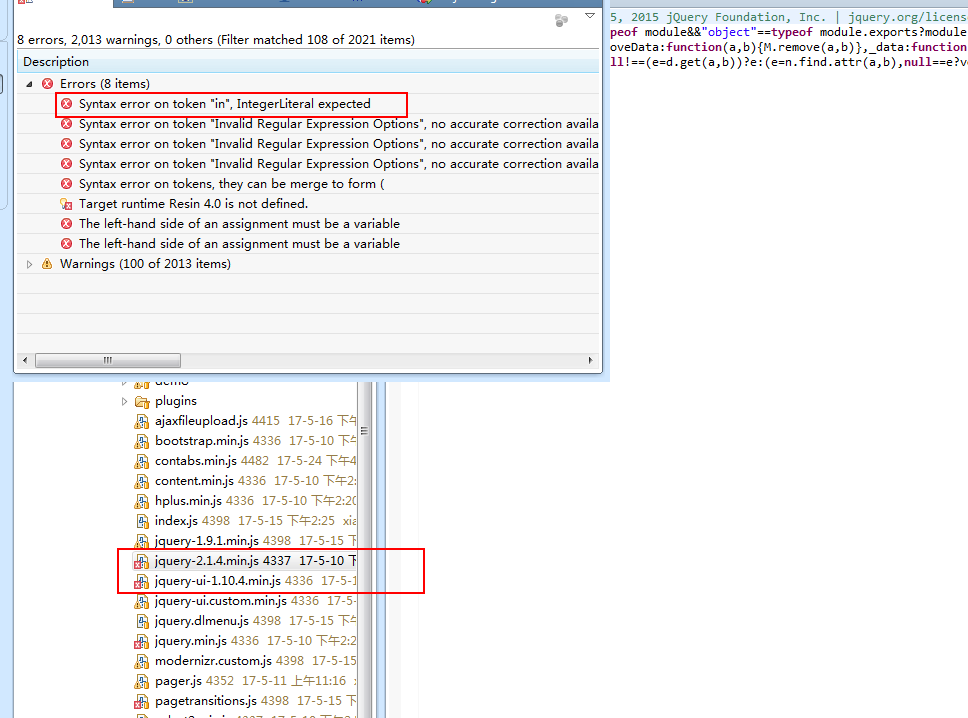 8 errors, 2,013 warnings, 0 others (Filter matched 108 of 2021 items)
Description
Errors (8 items)
Syntax error on token "in", IntegerLiteral expected
Syntax error on token "Invalid Regular Expression Options", no accurate correction availa
Syntax error on token "Invalid Regular Expression Options", no accurate correction availa
Syntax error on token "Invalid Regular Expression Options", no accurate correction availa
Syntax error on tokens, they can be merge to form (
Target runtime Resin 4.0 is not defined.
The left-hand side of an assignment must be a variable
The left-hand side of an assignment must be a variable
Warnings (100 of 2013 items)
5, 2015 jQuery Foundation, Inc. | jquery.org/licens
peof module&&"object"==typeof module.exports?module
oveData:function(a,b){M.remove(a,b)},_data:function
ll!==(e=d.get(a,b))?e:(e=n.find.attr(a,b),null===e?v
demo
plugins
ajaxfileupload.js 4415 17-5-16 下午
bootstrap.min.js 4336 17-5-10 下午
contabs.min.js 4482 17-5-24 下午4
content.min.js 4336 17-5-10 下午2:
hplus.min.js 4336 17-5-10 下午2:20
index.js 4398 17-5-15 下午2:25 xia
jquery-1.9.1.min.js 4398 17-5-15 下
jquery-2.1.4.min.js 4337 17-5-10 下
jquery-ui-1.10.4.min.js 4336 17-5-1
jquery-ui.custom.min.js 4336 17-5-
jquery.dlmenu.js 4398 17-5-15 下午
jquery.min.js 4336 17-5-10 下午2:2
modernizr.custom.js 4398 17-5-15
pager.js 4352 17-5-11 上午11:16
pagetransitions.js 4398 17-5-15 下